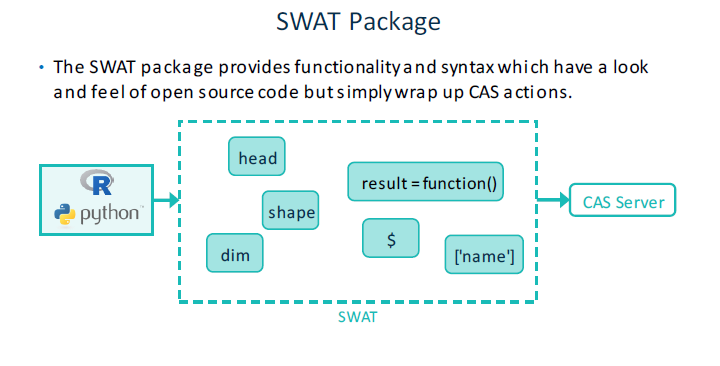 SWAT Package
• The SWAT package provides functionality and syntax which have a look
and feel of open source code but simply wrap up CAS actions.
head
result = function()
R
python™
shape
CAS Server
$
dim
['name']
SWAT